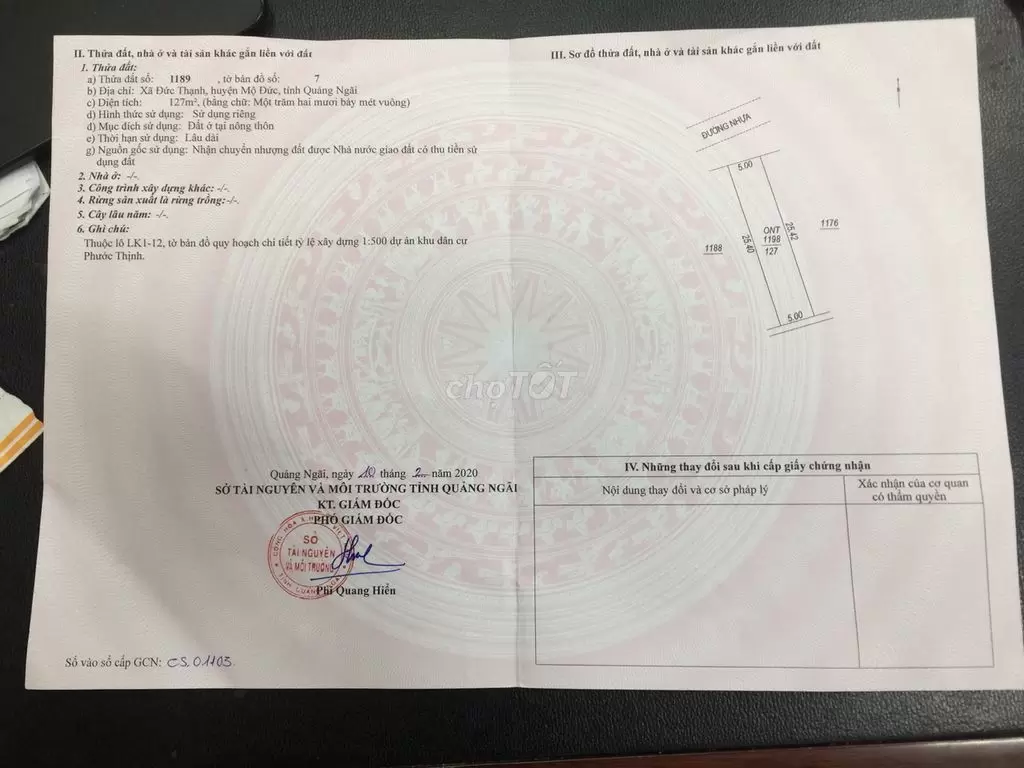 II. Thửa đất, nhà ở và tài sản khác gắn liền với đất
1. Thửa đất:
a) Thửa đất số: 1189 , tờ bản đồ số: 7
b) Địa chỉ: Xã Đức Thạnh, huyện Mộ Đức, tỉnh Quảng Ngãi
c) Diện tích: 127m², (bằng chữ: Một trăm hai mươi bảy mét vuông)
d) Hình thức sử dụng: Sử dụng riêng
đ) Mục đích sử dụng: Đất ở tại nông thôn
e) Thời hạn sử dụng: Lâu dài
g) Nguồn gốc sử dụng: Nhận chuyển nhượng đất được Nhà nước giao đất có thu tiền sử
dụng đất
2. Nhà ở: -/-.
3. Công trình xây dựng khác: -/-.
4. Rừng sản xuất là rừng trồng:-/-.
5. Cây lâu năm: -/-.
6. Ghi chú:
Thuộc lô LK1-12, tờ bản đồ quy hoạch chi tiết tỷ lệ xây dựng 1:500 dự án khu dân cư
Phước Thịnh.
Quảng Ngãi, ngày 10 tháng 2 năm 2020
SỞ TÀI NGUYÊN VÀ MÔI TRƯỜNG TỈNH QUẢNG NGÃI
KT. GIÁM ĐỐC
PHÓ GIÁM ĐỐC
SỞ
TÀI NGUYÊN
VÀ MÔI TRƯỜNG
Phí Quang Hiển
Số vào sổ cấp GCN: CS.01103.
III. Sơ đồ thửa đất, nhà ở và tài sản khác gắn liền với đất
ĐƯỜNG NHỰA
5.00
25.40
25.42
ONT
1198
127
1188
1176
5.00
IV. Những thay đổi sau khi cấp giấy chứng nhận
Nội dung thay đổi và cơ sở pháp lý
Xác nhận của cơ quan
có thẩm quyền
choTỐT